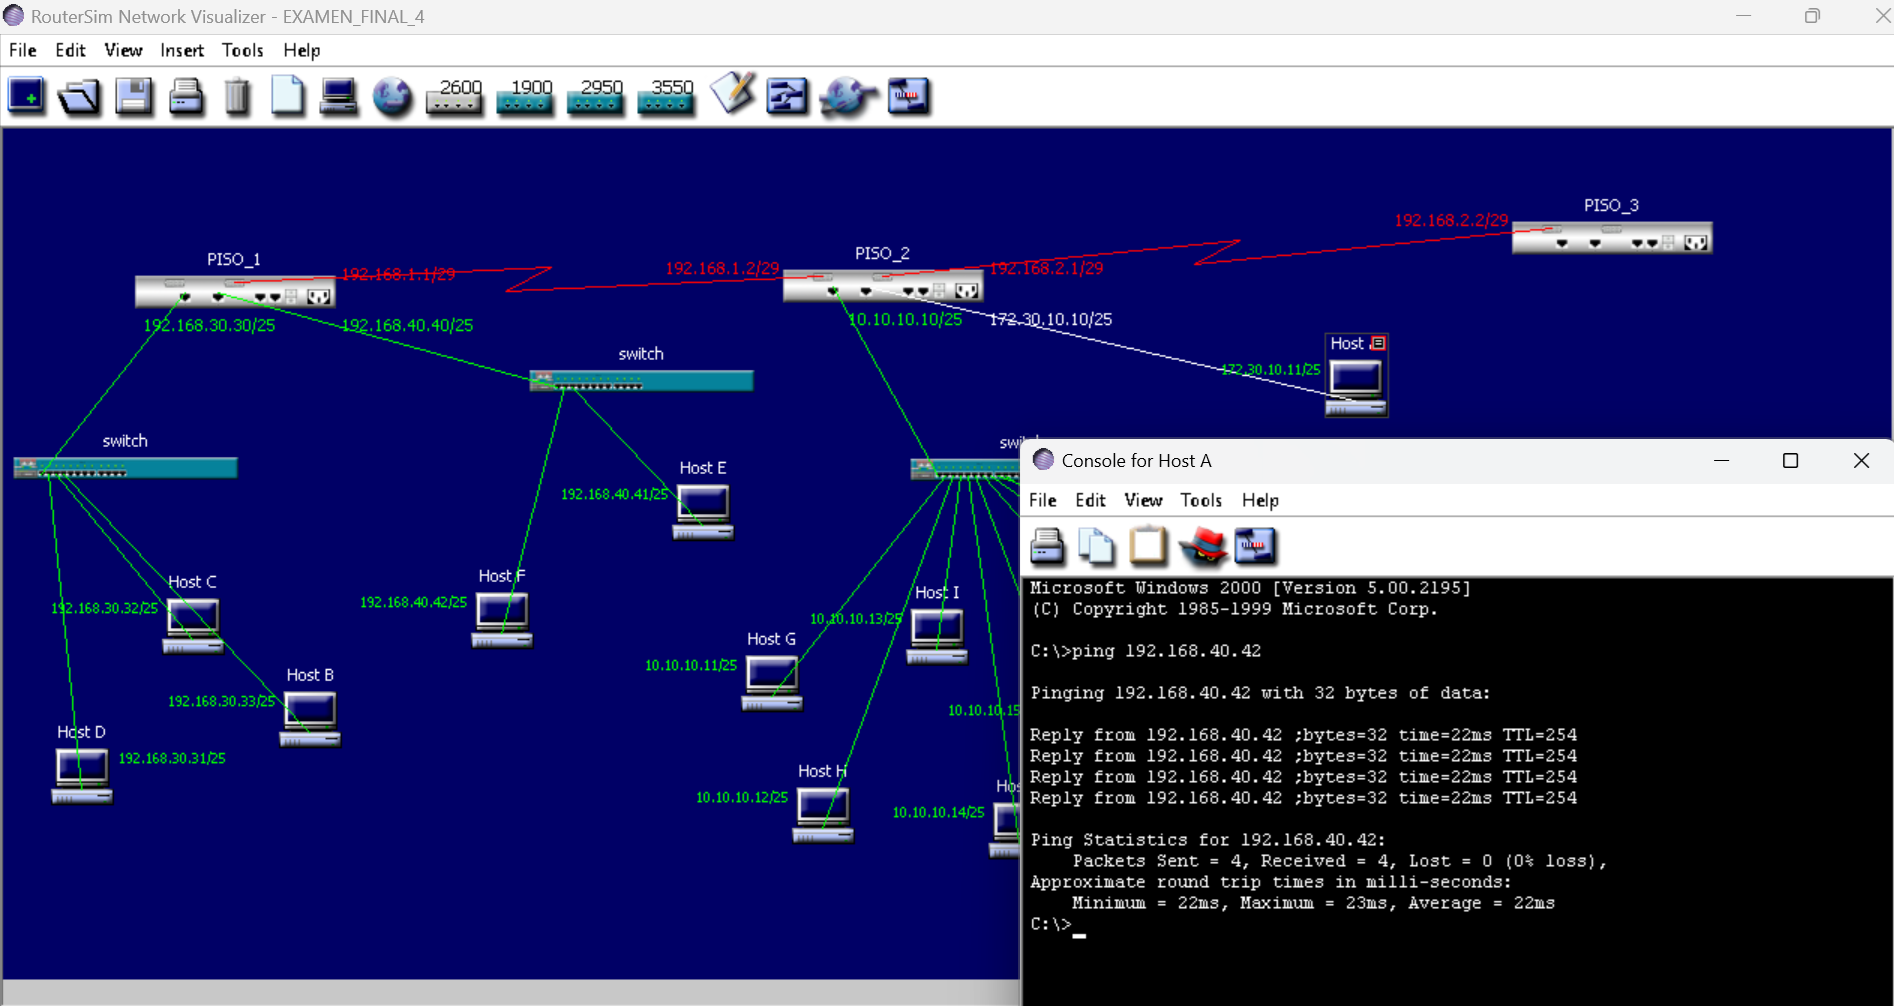 RouterSim Network Visualizer - EXAMEN_FINAL_4
File Edit View Insert Tools Help
2600 1900 2950 3550
PISO_3
192.168.2.2/29
PISO_1
PISO_2
192.168.1.1/29
192.168.1.2/29
192.168.2.1/29
192.168.30.30/25
192.168.40.40/25
10.10.10.10/25
172.30.10.10/25
Host
switch
172.30.10.11/25
switch
Host E
192.168.40.41/25
Host C
192.168.30.32/25
Host F
192.168.40.42/25
Host I
10.10.10.13/25
Host G
10.10.10.11/25
Host B
192.168.30.33/25
10.10.10.15
Host D
192.168.30.31/25
Host H
10.10.10.12/25
10.10.10.14/25
Console for Host A
File Edit View Tools Help
Microsoft Windows 2000 [Version 5.00.2195]
(C) Copyright 1985-1999 Microsoft Corp.
C:\>ping 192.168.40.42
Pinging 192.168.40.42 with 32 bytes of data:
Reply from 192.168.40.42 ;bytes=32 time=22ms TTL=254
Reply from 192.168.40.42 ;bytes=32 time=22ms TTL=254
Reply from 192.168.40.42 ;bytes=32 time=22ms TTL=254
Reply from 192.168.40.42 ;bytes=32 time=22ms TTL=254
Ping Statistics for 192.168.40.42:
Packets Sent = 4, Received = 4, Lost = 0 (0% loss),
Approximate round trip times in milli-seconds:
Minimum = 22ms, Maximum = 23ms, Average = 22ms
C:\>